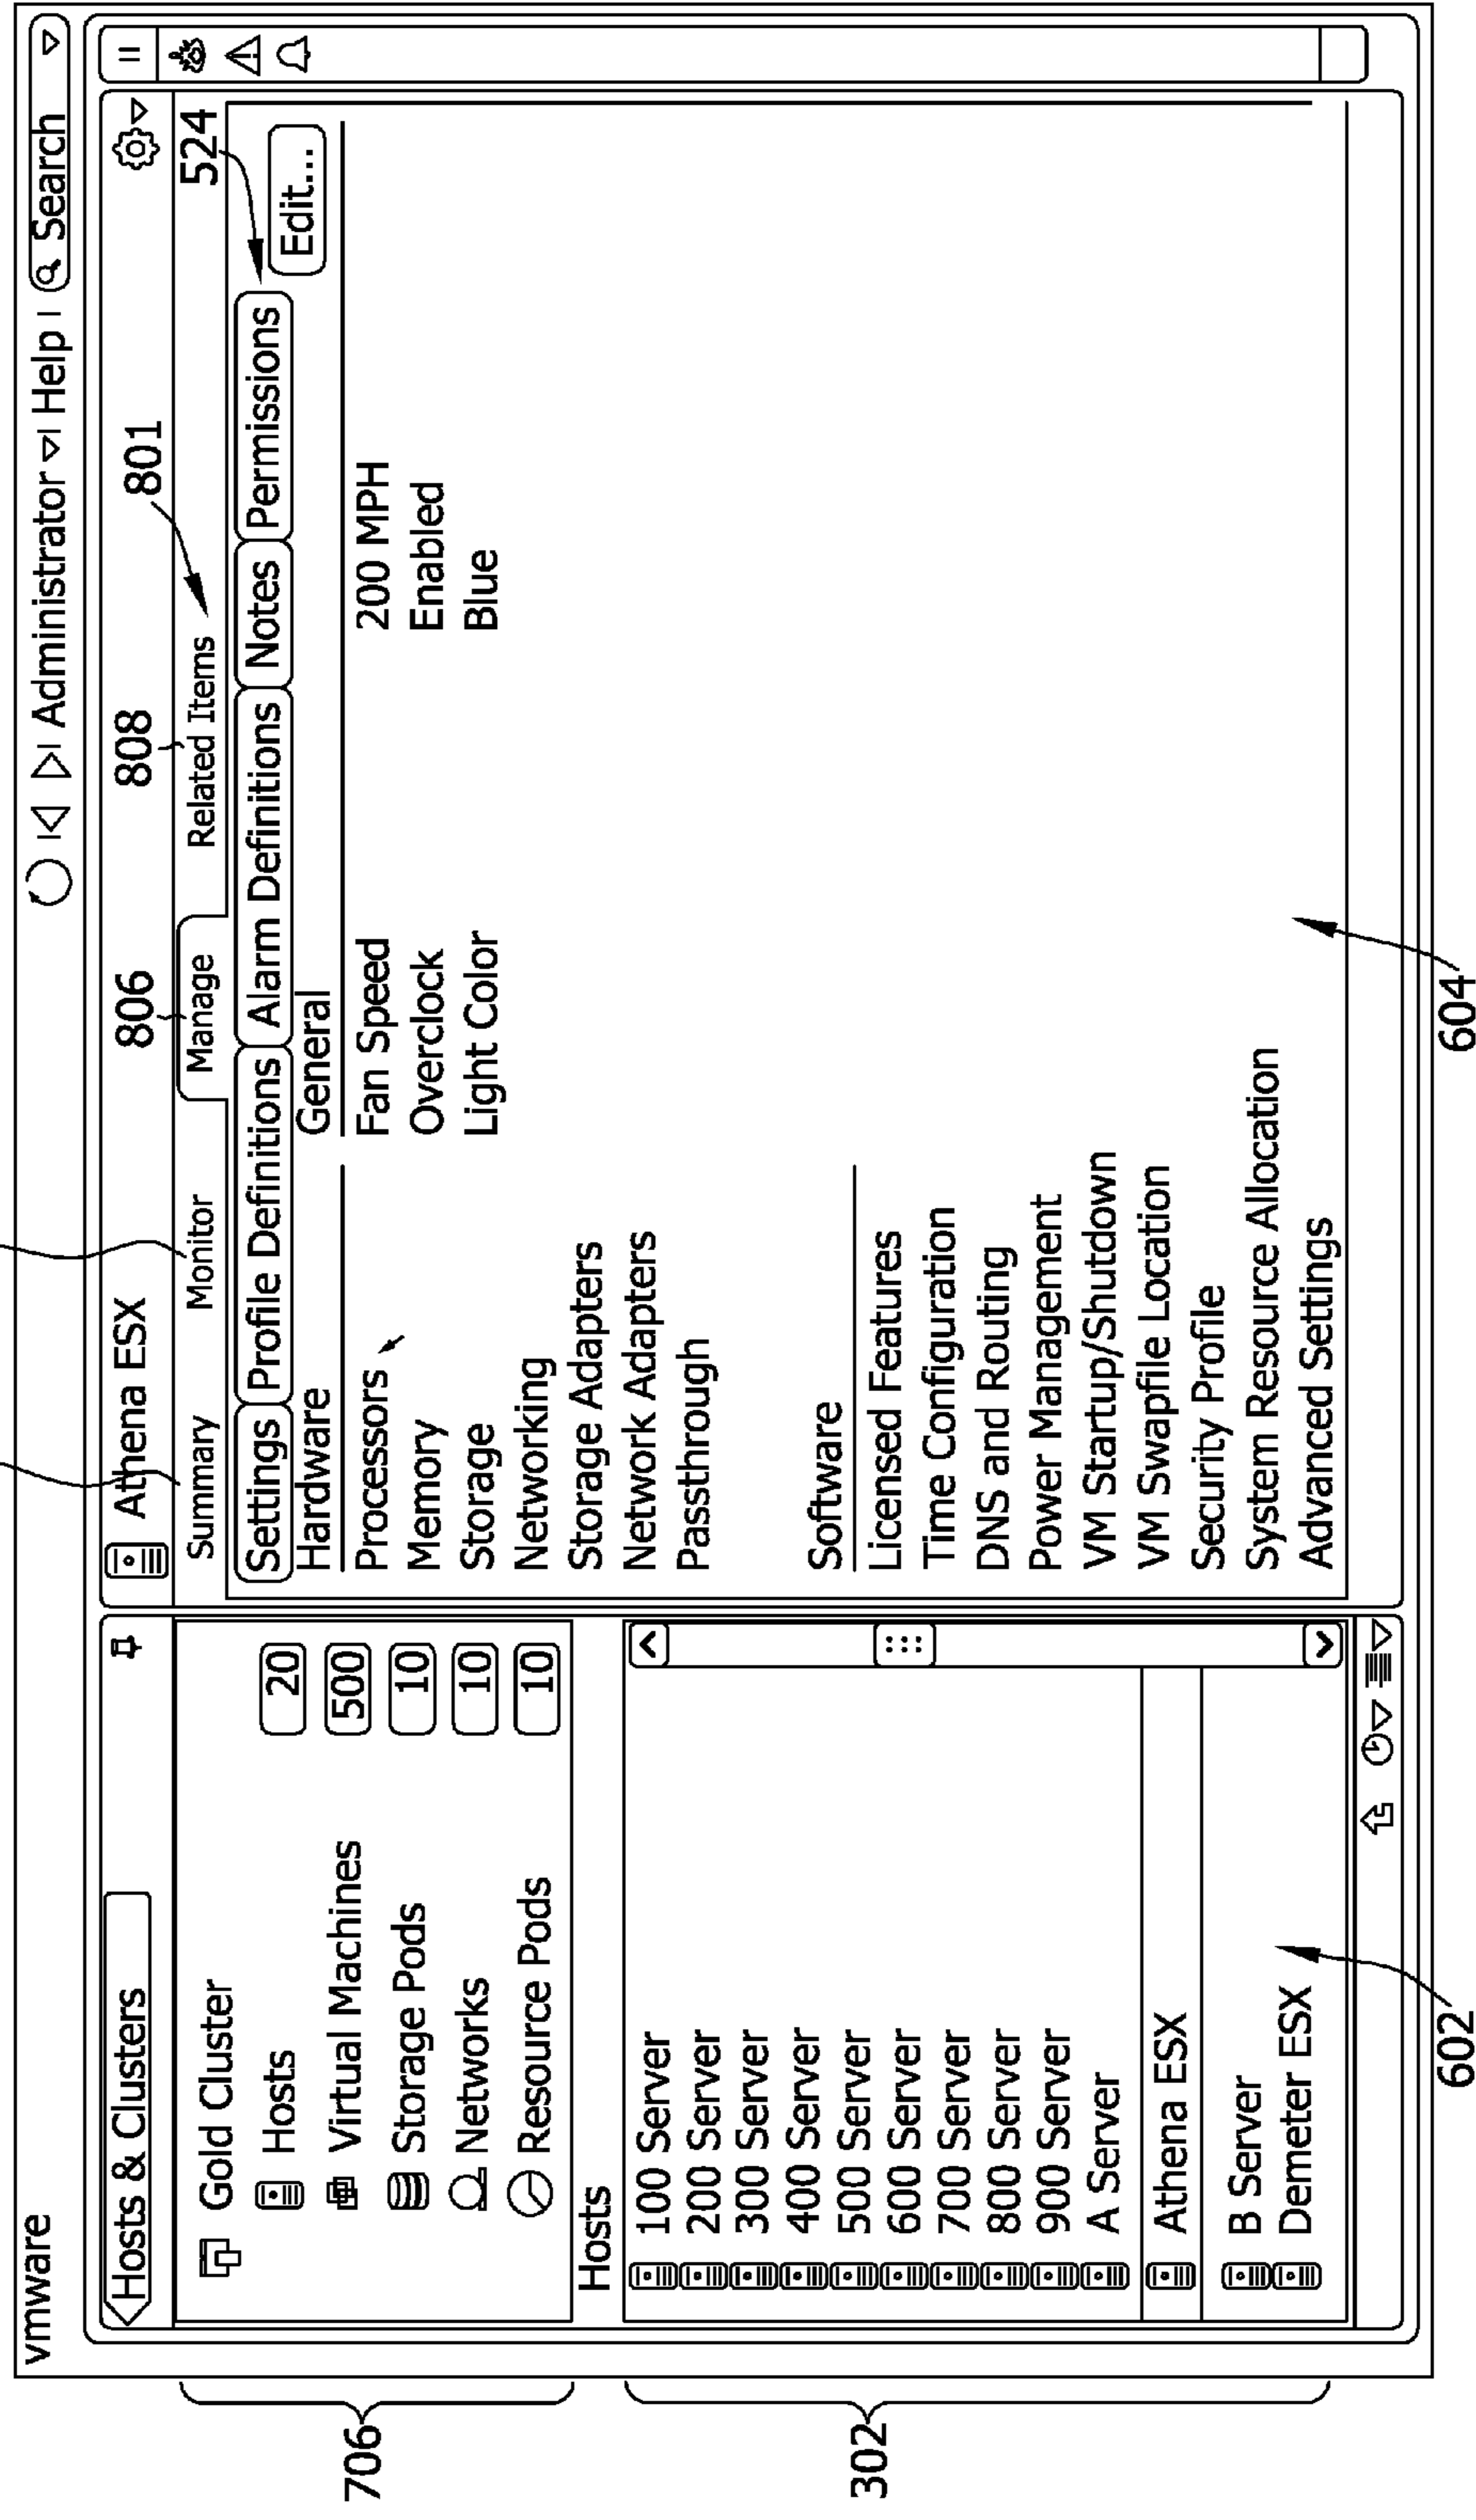 vmware
Administrator
Help
Search
Hosts & Clusters
Athena ESX
806
808
801
524
Summary
Monitor
Manage
Related Items
Settings
Profile Definitions
Alarm Definitions
Notes
Permissions
Gold Cluster
Hosts 20
Virtual Machines 500
Storage Pods 10
Networks 10
Resource Pods 10
706
Hosts
100 Server
200 Server
300 Server
400 Server
500 Server
600 Server
700 Server
800 Server
900 Server
A Server
Athena ESX
B Server
Demeter ESX
302
Hardware
Processors
Memory
Storage
Networking
Storage Adapters
Network Adapters
Passthrough
Software
Licensed Features
Time Configuration
DNS and Routing
Power Management
VM Startup/Shutdown
VM Swapfile Location
Security Profile
System Resource Allocation
Advanced Settings
General
Edit...
Fan Speed 200 MPH
Overclock Enabled
Light Color Blue
602
604